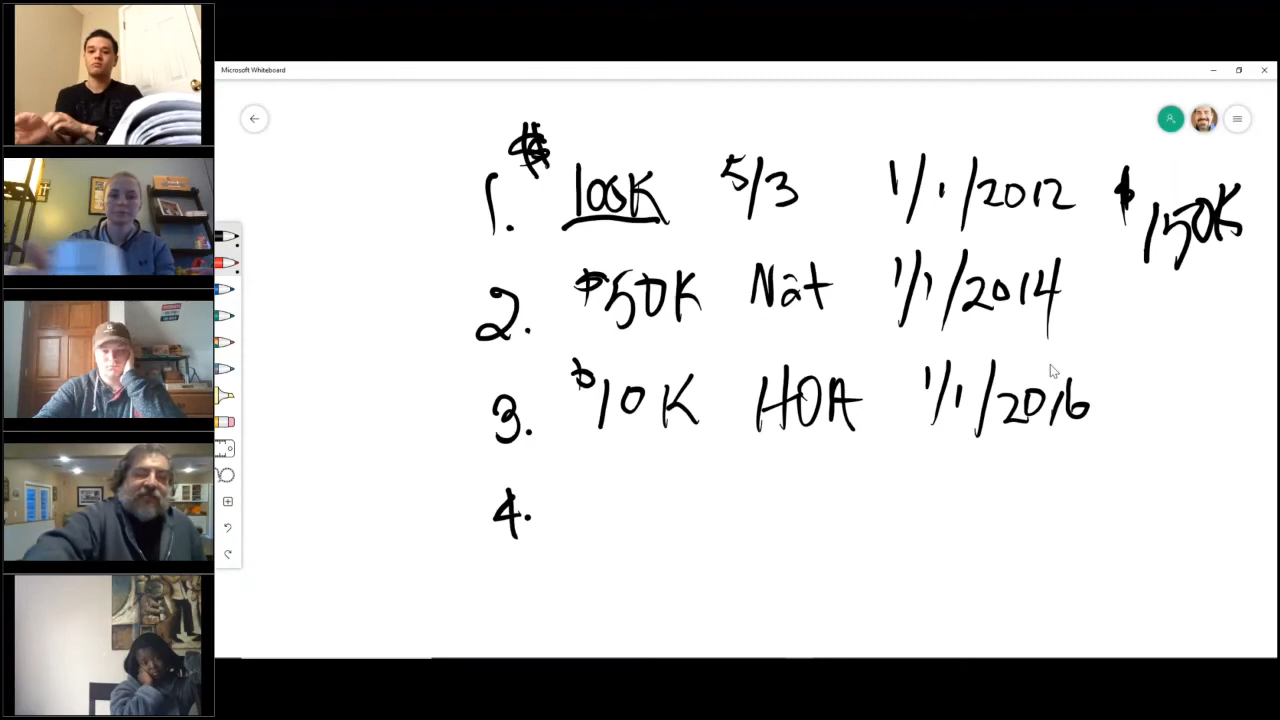 Microsoft Whiteboard
1. $ 100K 5/3 1/1/2012 $150K
2. $50K Nat 1/1/2014
3. $10K HOA 1/1/2016
4.